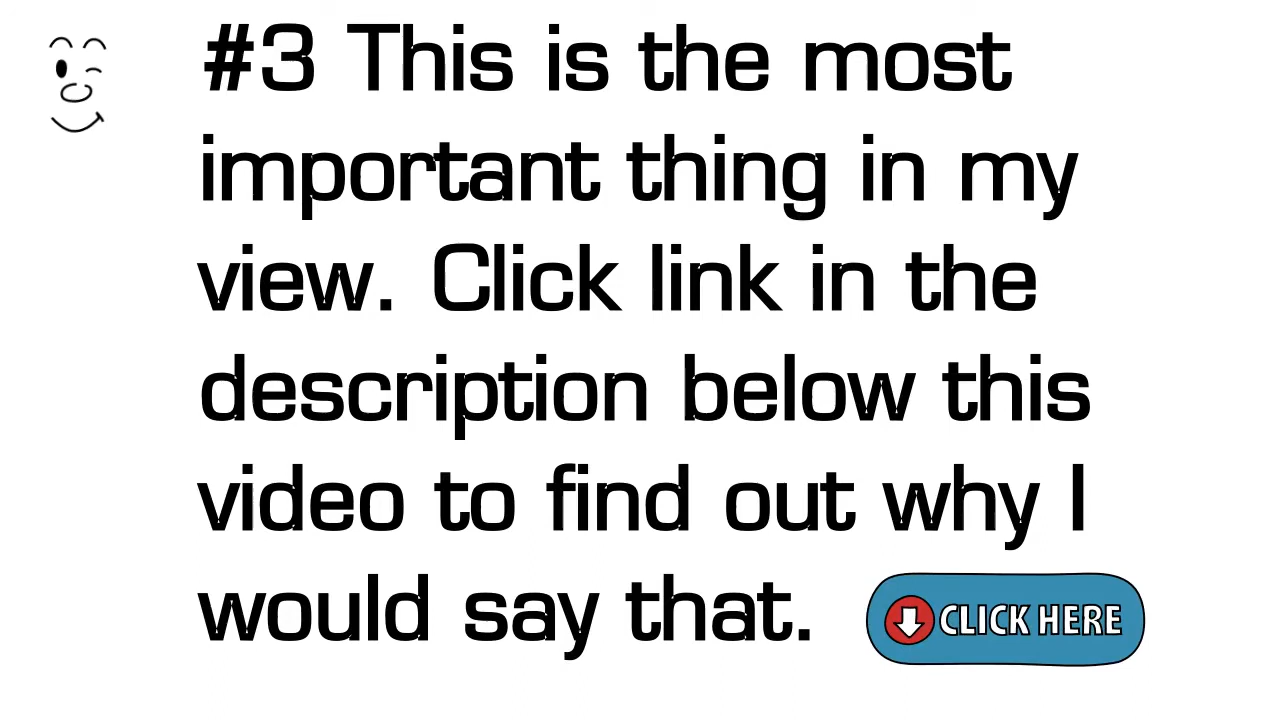 #3 This is the most
important thing in my
view. Click link in the
description below this
video to find out why I
would say that.
CLICK HERE